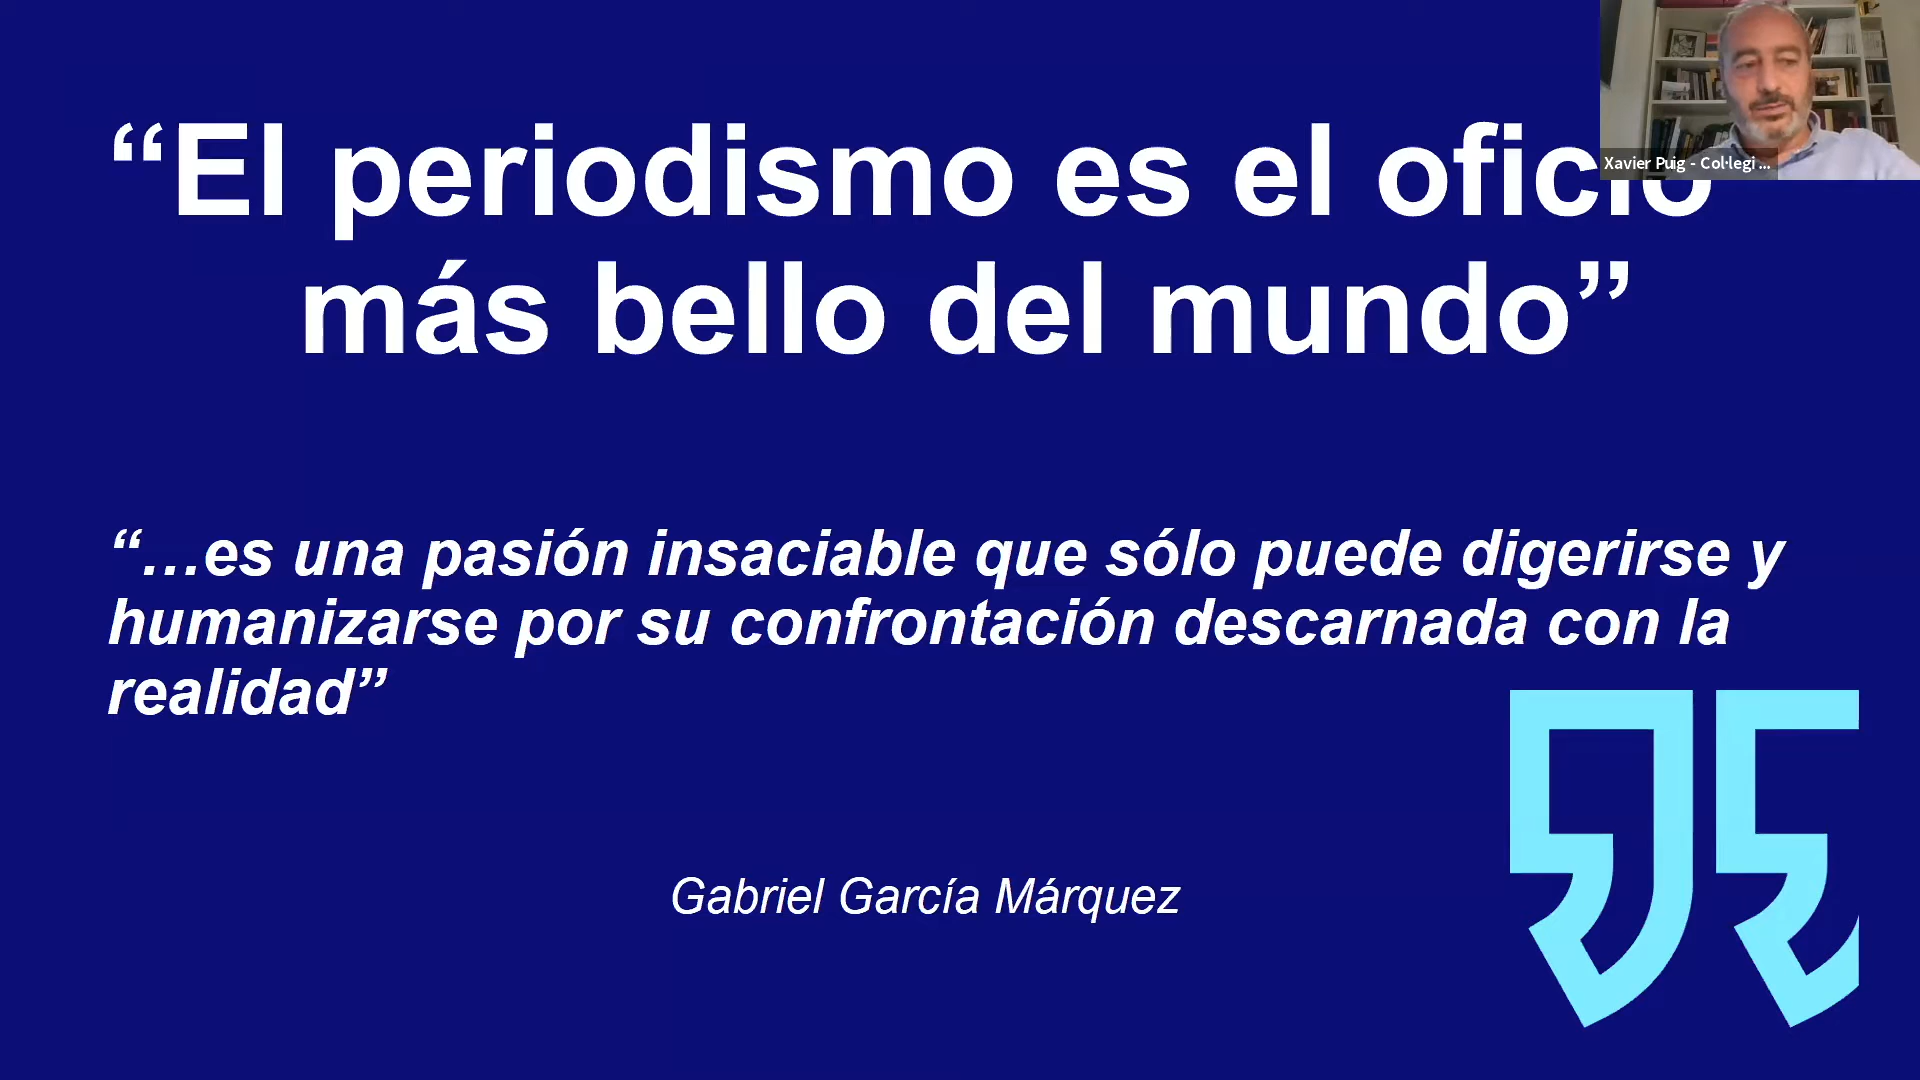 “El periodismo es el oficio
más bello del mundo”
“…es una pasión insaciable que sólo puede digerirse y
humanizarse por su confrontación descarnada con la
realidad”
Gabriel García Márquez
Xavier Puig - Col·legi ...